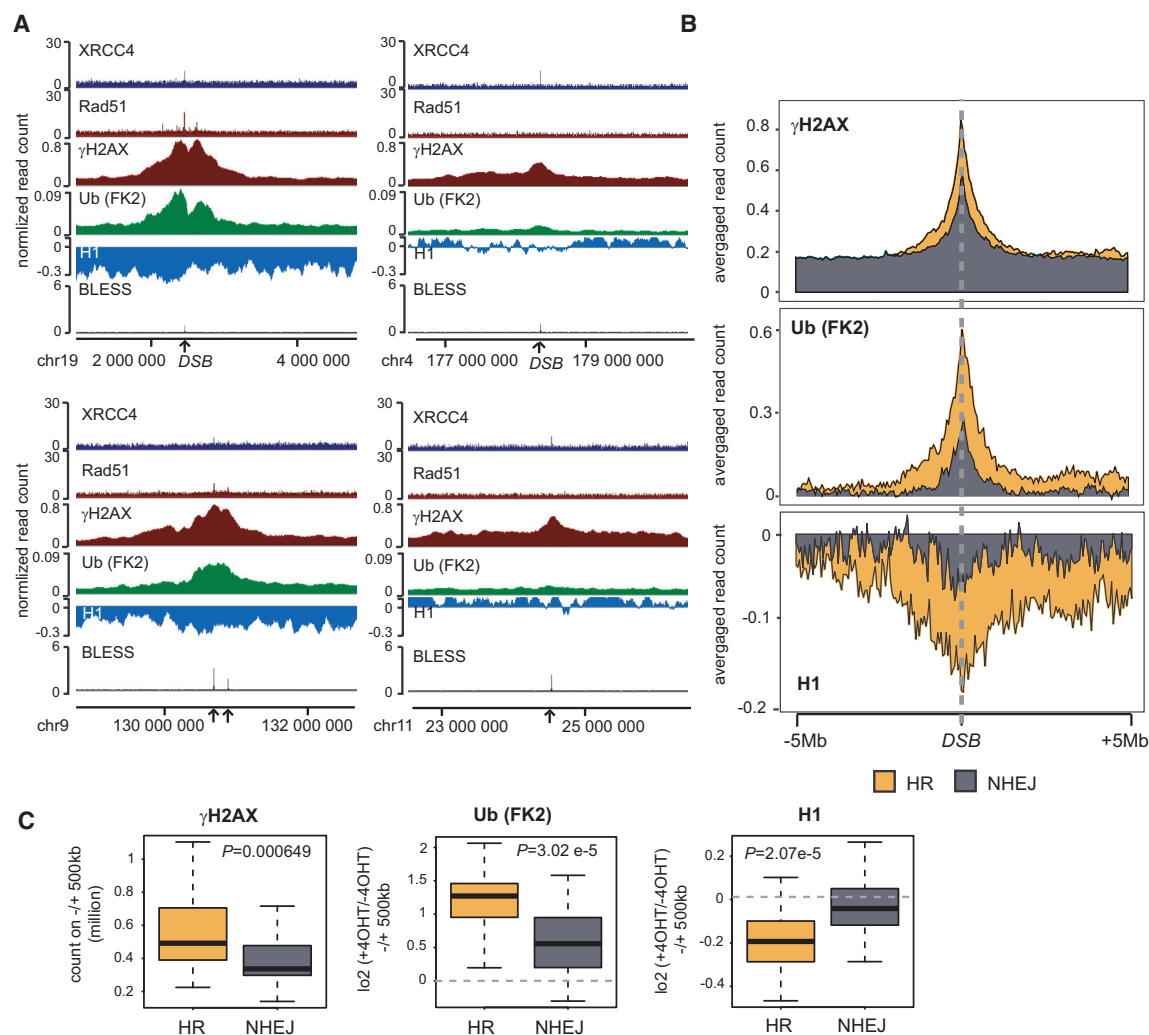 A
normlized read count
30
XRCC4
0
30
Rad51
0
0.8
γH2AX
0
0.09
Ub (FK2)
0
0
H1
-0.3
6
BLESS
0
chr19 2 000 000 DSB 4 000 000
30
XRCC4
0
30
Rad51
0
0.8
γH2AX
0
0.09
Ub (FK2)
0
0
H1
-0.3
6
BLESS
0
chr4 177 000 000 DSB 179 000 000
normlized read count
30
XRCC4
0
30
Rad51
0
0.8
γH2AX
0
0.09
Ub (FK2)
0
0
H1
-0.3
6
BLESS
0
chr9 130 000 000 132 000 000
30
XRCC4
0
30
Rad51
0
0.8
γH2AX
0
0.09
Ub (FK2)
0
0
H1
-0.3
6
BLESS
0
chr11 23 000 000 25 000 000
B
avergaged read count
γH2AX
0.8
0.6
0.4
0.2
0
avergaged read count
Ub (FK2)
0.6
0.3
0
avergaged read count
0
-0.1
-0.2
H1
-5Mb DSB +5Mb
HR NHEJ
C
γH2AX
P=0.000649
count on -/+ 500kb
(million)
1
0.8
0.6
0.4
0.2
HR NHEJ
Ub (FK2)
P=3.02 e-5
lo2 (+4OHT/-4OHT)
-/+ 500kb
2
1.5
1
0.5
0
HR NHEJ
H1
P=2.07e-5
lo2 (+4OHT/-4OHT)
-/+ 500kb
0.2
0
-0.2
-0.4
HR NHEJ